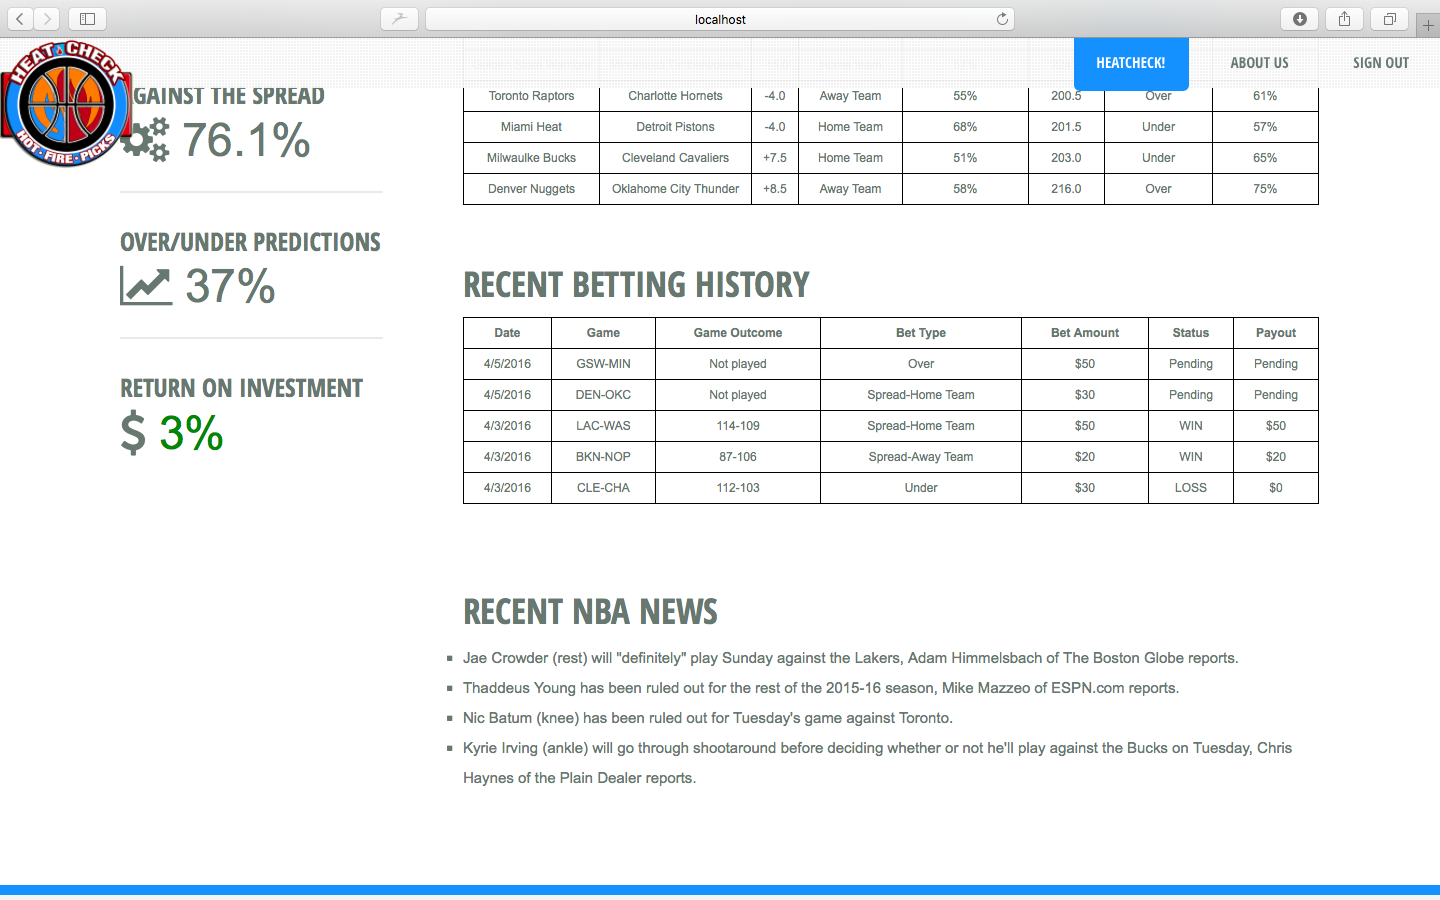 localhost
HEAT CHECK
HOT · FIRE · PICKS
HEATCHECK!
ABOUT US
SIGN OUT
GAINST THE SPREAD
76.1%
OVER/UNDER PREDICTIONS
37%
RETURN ON INVESTMENT
$ 3%
Toronto Raptors Charlotte Hornets -4.0 Away Team 55% 200.5 Over 61%
Miami Heat Detroit Pistons -4.0 Home Team 68% 201.5 Under 57%
Milwaulke Bucks Cleveland Cavaliers +7.5 Home Team 51% 203.0 Under 65%
Denver Nuggets Oklahome City Thunder +8.5 Away Team 58% 216.0 Over 75%
RECENT BETTING HISTORY
Date Game Game Outcome Bet Type Bet Amount Status Payout
4/5/2016 GSW-MIN Not played Over $50 Pending Pending
4/5/2016 DEN-OKC Not played Spread-Home Team $30 Pending Pending
4/3/2016 LAC-WAS 114-109 Spread-Home Team $50 WIN $50
4/3/2016 BKN-NOP 87-106 Spread-Away Team $20 WIN $20
4/3/2016 CLE-CHA 112-103 Under $30 LOSS $0
RECENT NBA NEWS
Jae Crowder (rest) will "definitely" play Sunday against the Lakers, Adam Himmelsbach of The Boston Globe reports.
Thaddeus Young has been ruled out for the rest of the 2015-16 season, Mike Mazzeo of ESPN.com reports.
Nic Batum (knee) has been ruled out for Tuesday's game against Toronto.
Kyrie Irving (ankle) will go through shootaround before deciding whether or not he'll play against the Bucks on Tuesday, Chris
Haynes of the Plain Dealer reports.